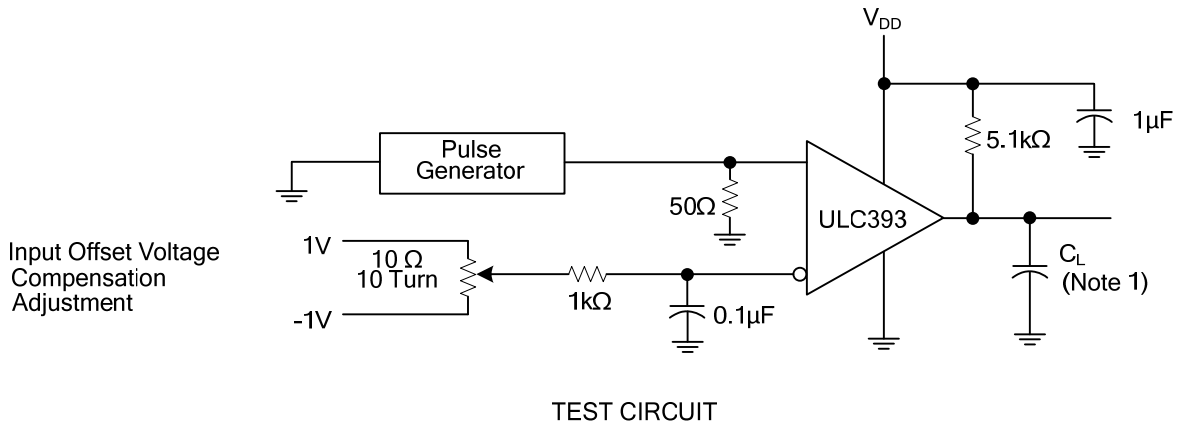 V_DD
1µF
5.1kΩ
Pulse
Generator
50Ω
ULC393
Input Offset Voltage
Compensation
Adjustment
1V
10 Ω
10 Turn
-1V
1kΩ
0.1µF
C_L
(Note 1)
TEST CIRCUIT